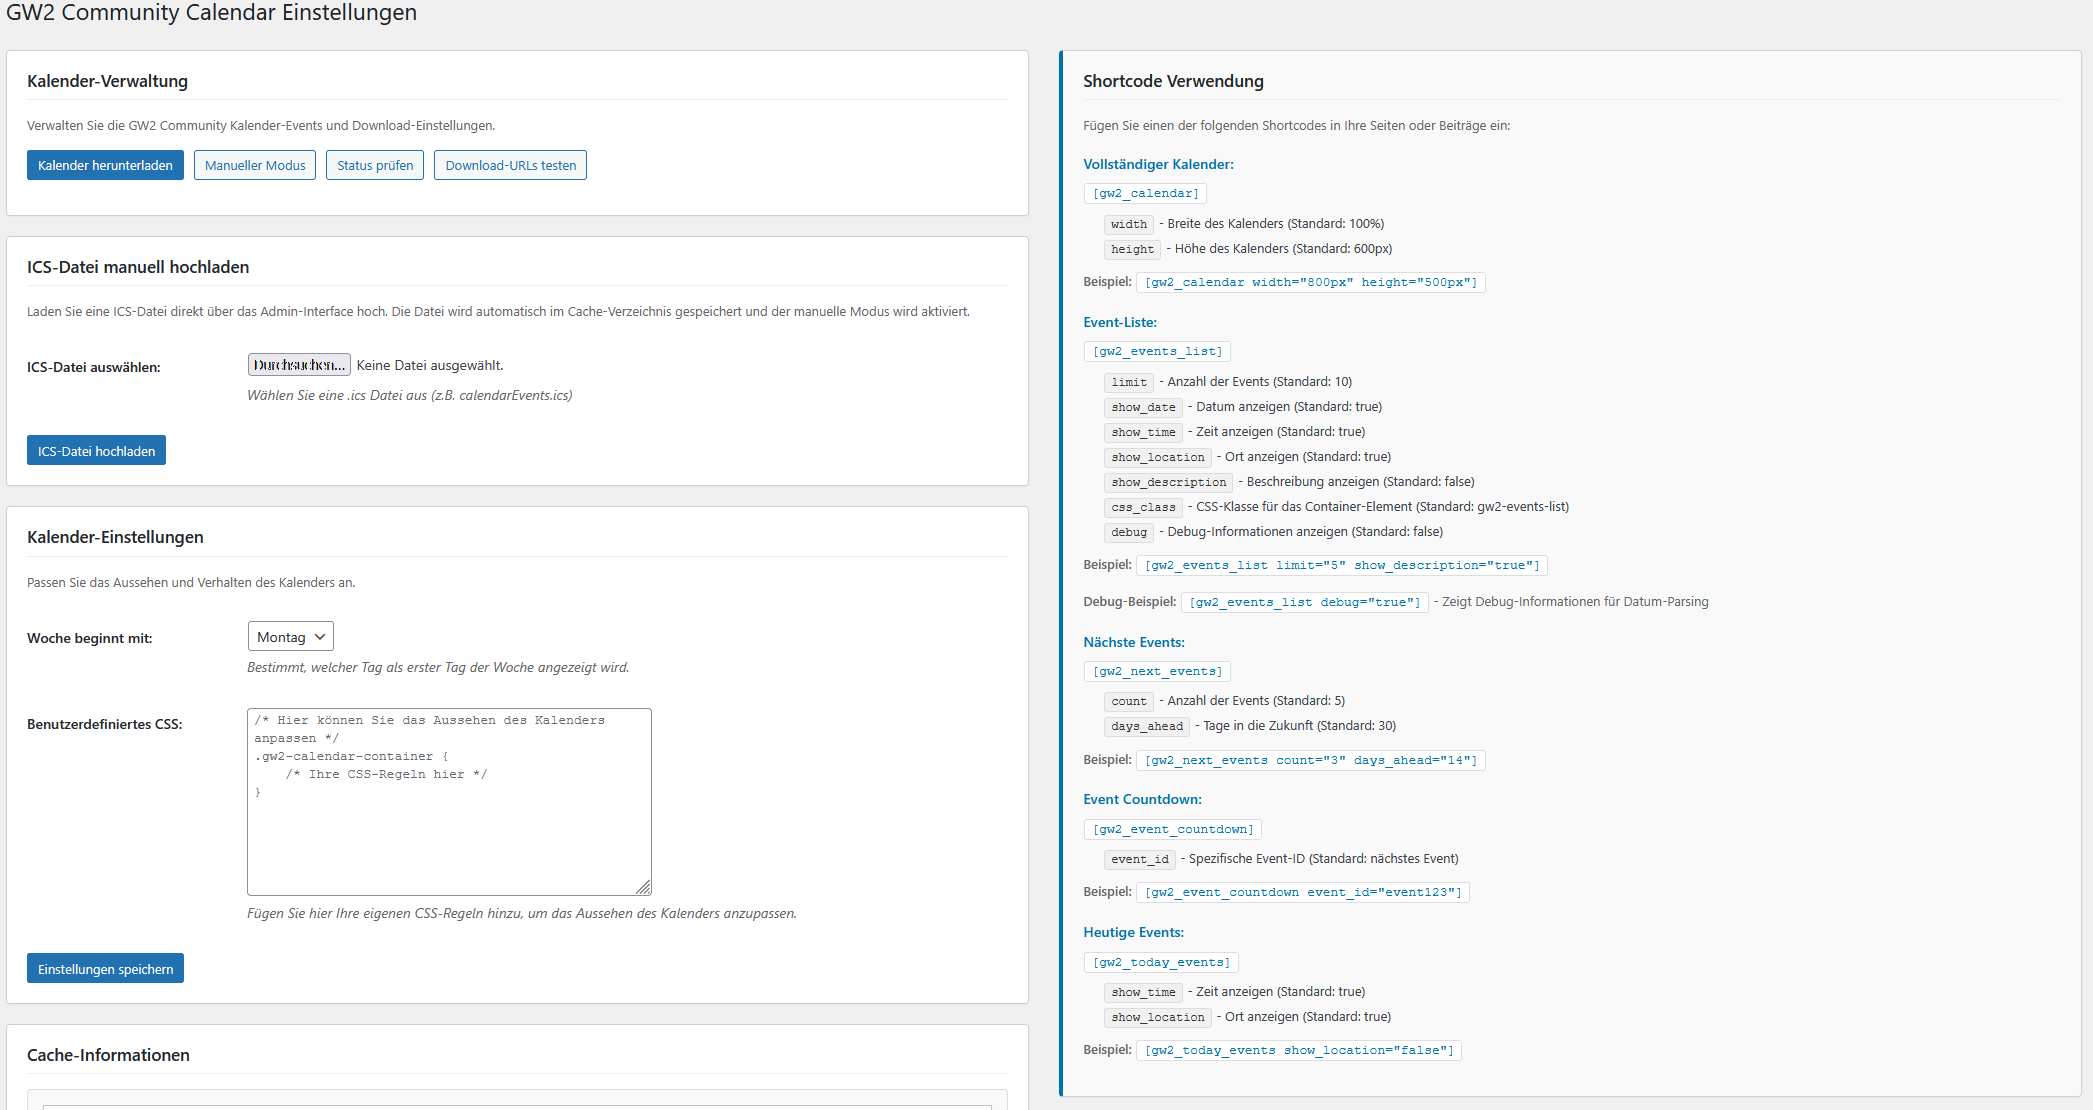 GW2 Community Calendar Einstellungen
Kalender-Verwaltung
Verwalten Sie die GW2 Community Kalender-Events und Download-Einstellungen.
Kalender herunterladen Manueller Modus Status prüfen Download-URLs testen
ICS-Datei manuell hochladen
Laden Sie eine ICS-Datei direkt über das Admin-Interface hoch. Die Datei wird automatisch im Cache-Verzeichnis gespeichert und der manuelle Modus wird aktiviert.
ICS-Datei auswählen: Durchsuchen... Keine Datei ausgewählt.
Wählen Sie eine .ics Datei aus (z.B. calendarEvents.ics)
ICS-Datei hochladen
Kalender-Einstellungen
Passen Sie das Aussehen und Verhalten des Kalenders an.
Woche beginnt mit: Montag
Bestimmt, welcher Tag als erster Tag der Woche angezeigt wird.
Benutzerdefiniertes CSS:
/* Hier können Sie das Aussehen des Kalenders
anpassen */
.gw2-calendar-container {
    /* Ihre CSS-Regeln hier */
}
Fügen Sie hier Ihre eigenen CSS-Regeln hinzu, um das Aussehen des Kalenders anzupassen.
Einstellungen speichern
Cache-Informationen
Shortcode Verwendung
Fügen Sie einen der folgenden Shortcodes in Ihre Seiten oder Beiträge ein:
Vollständiger Kalender:
[gw2_calendar]
width - Breite des Kalenders (Standard: 100%)
height - Höhe des Kalenders (Standard: 600px)
Beispiel: [gw2_calendar width="800px" height="500px"]
Event-Liste:
[gw2_events_list]
limit - Anzahl der Events (Standard: 10)
show_date - Datum anzeigen (Standard: true)
show_time - Zeit anzeigen (Standard: true)
show_location - Ort anzeigen (Standard: true)
show_description - Beschreibung anzeigen (Standard: false)
css_class - CSS-Klasse für das Container-Element (Standard: gw2-events-list)
debug - Debug-Informationen anzeigen (Standard: false)
Beispiel: [gw2_events_list limit="5" show_description="true"]
Debug-Beispiel: [gw2_events_list debug="true"] - Zeigt Debug-Informationen für Datum-Parsing
Nächste Events:
[gw2_next_events]
count - Anzahl der Events (Standard: 5)
days_ahead - Tage in die Zukunft (Standard: 30)
Beispiel: [gw2_next_events count="3" days_ahead="14"]
Event Countdown:
[gw2_event_countdown]
event_id - Spezifische Event-ID (Standard: nächstes Event)
Beispiel: [gw2_event_countdown event_id="event123"]
Heutige Events:
[gw2_today_events]
show_time - Zeit anzeigen (Standard: true)
show_location - Ort anzeigen (Standard: true)
Beispiel: [gw2_today_events show_location="false"]